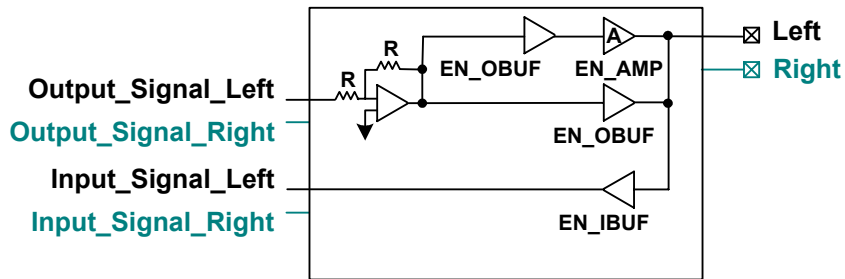 R
A
Left
R
EN_OBUF
EN_AMP
Right
Output_Signal_Left
Output_Signal_Right
EN_OBUF
Input_Signal_Left
Input_Signal_Right
EN_IBUF